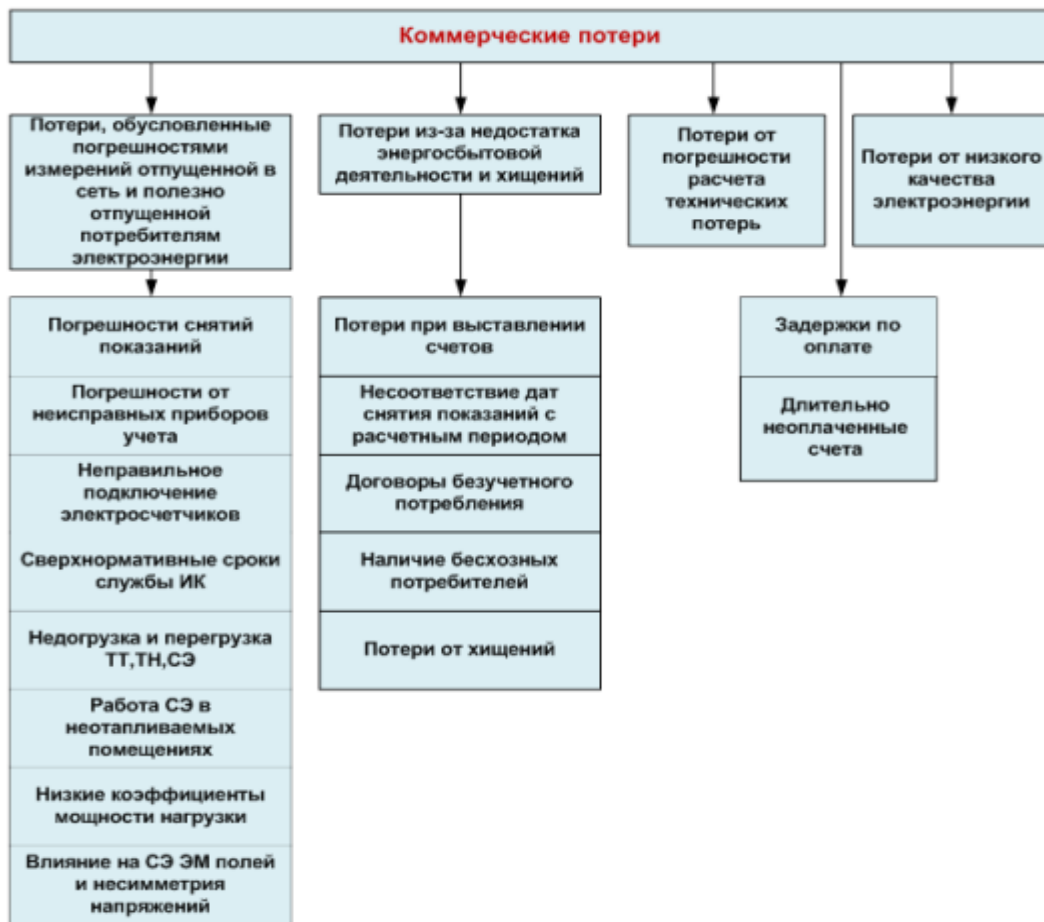 Коммерческие потери
Потери, обусловленные
погрешностями
измерений отпущенной в
сеть и полезно
отпущенной
потребителям
электроэнергии
Потери из-за недостатка
энергосбытовой
деятельности и хищений
Потери от
погрешности
расчета
технических
потерь
Потери от низкого
качества
электроэнергии
Погрешности снятий
показаний
Погрешности от
неисправных приборов
учета
Неправильное
подключение
электросчетчиков
Сверхнормативные сроки
службы ИК
Недогрузка и перегрузка
ТТ,ТН,СЭ
Работа СЭ в
неотапливаемых
помещениях
Низкие коэффициенты
мощности нагрузки
Влияние на СЭ ЭМ полей
и несимметрия
напряжений
Потери при выставлении
счетов
Несоответствие дат
снятия показаний с
расчетным периодом
Договоры безучетного
потребления
Наличие бесхозных
потребителей
Потери от хищений
Задержки по
оплате
Длительно
неоплаченные
счета